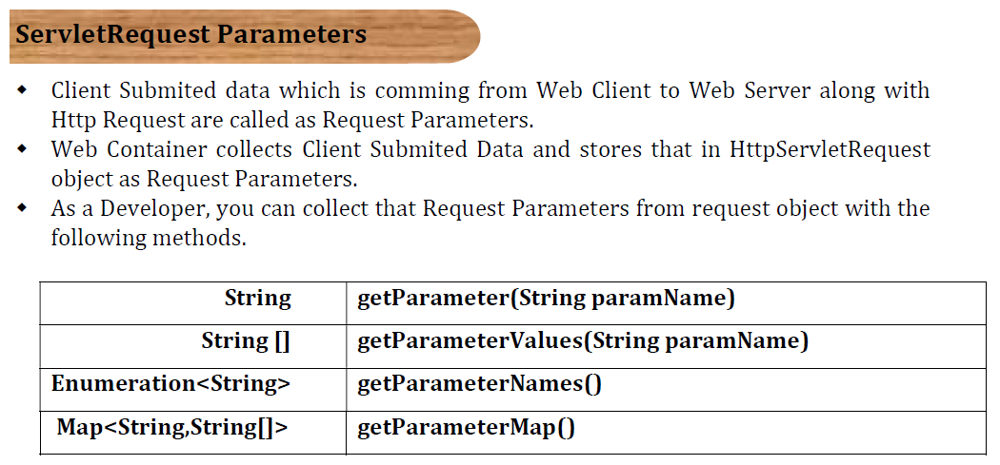 ServletRequest Parameters
◆ Client Submited data which is comming from Web Client to Web Server along with
Http Request are called as Request Parameters.
◆ Web Container collects Client Submited Data and stores that in HttpServletRequest
object as Request Parameters.
◆ As a Developer, you can collect that Request Parameters from request object with the
following methods.
String getParameter(String paramName)
String [] getParameterValues(String paramName)
Enumeration<String> getParameterNames()
Map<String,String[]> getParameterMap()